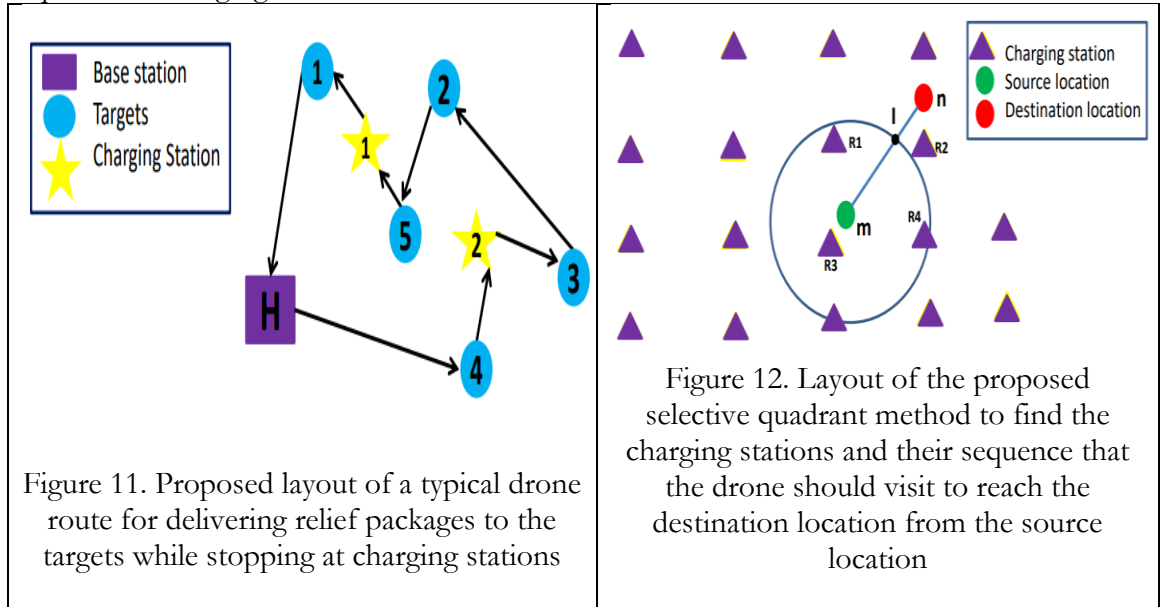 Base station
Targets
Charging Station
1
2
1
5
2
3
H
4
Figure 11. Proposed layout of a typical drone
route for delivering relief packages to the
targets while stopping at charging stations
Charging station
Source location
Destination location
n
I
R1
R2
m
R4
R3
Figure 12. Layout of the proposed
selective quadrant method to find the
charging stations and their sequence that
the drone should visit to reach the
destination location from the source
location